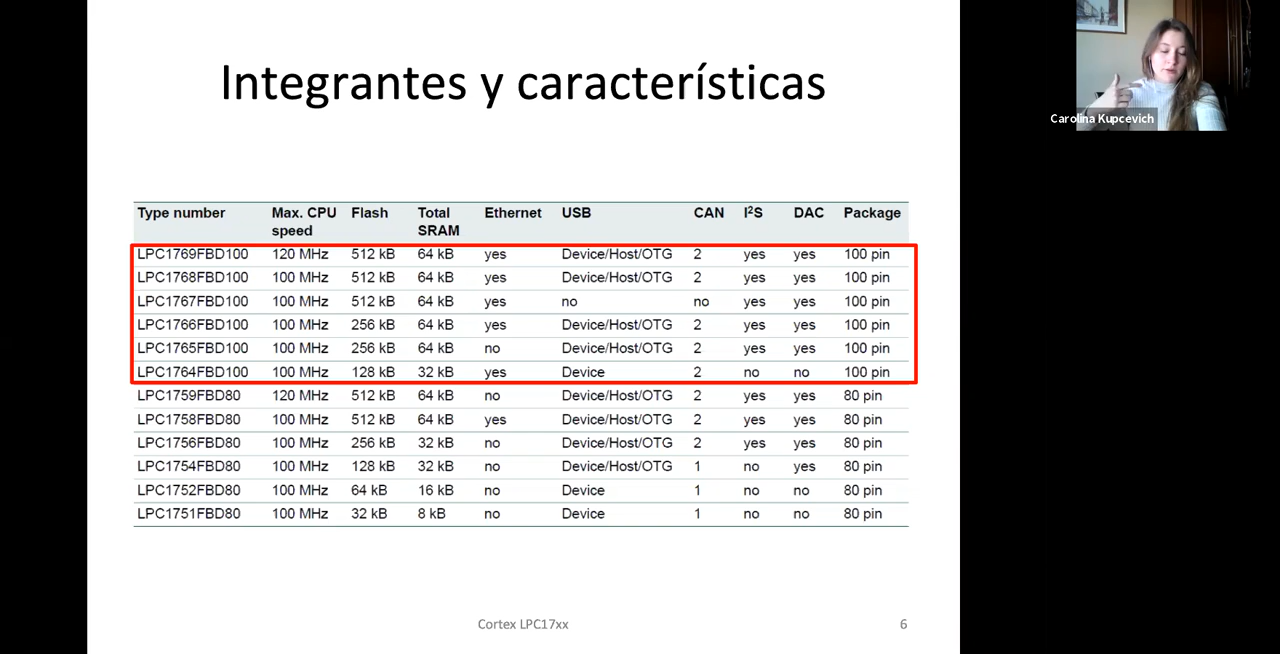 Integrantes y características
Type number Max. CPU speed Flash Total SRAM Ethernet USB CAN I²S DAC Package
LPC1769FBD100 120 MHz 512 kB 64 kB yes Device/Host/OTG 2 yes yes 100 pin
LPC1768FBD100 100 MHz 512 kB 64 kB yes Device/Host/OTG 2 yes yes 100 pin
LPC1767FBD100 100 MHz 512 kB 64 kB yes no no yes yes 100 pin
LPC1766FBD100 100 MHz 256 kB 64 kB yes Device/Host/OTG 2 yes yes 100 pin
LPC1765FBD100 100 MHz 256 kB 64 kB no Device/Host/OTG 2 yes yes 100 pin
LPC1764FBD100 100 MHz 128 kB 32 kB yes Device 2 no no 100 pin
LPC1759FBD80 120 MHz 512 kB 64 kB no Device/Host/OTG 2 yes yes 80 pin
LPC1758FBD80 100 MHz 512 kB 64 kB yes Device/Host/OTG 2 yes yes 80 pin
LPC1756FBD80 100 MHz 256 kB 32 kB no Device/Host/OTG 2 yes yes 80 pin
LPC1754FBD80 100 MHz 128 kB 32 kB no Device/Host/OTG 1 no yes 80 pin
LPC1752FBD80 100 MHz 64 kB 16 kB no Device 1 no no 80 pin
LPC1751FBD80 100 MHz 32 kB 8 kB no Device 1 no no 80 pin
Cortex LPC17xx 6
Carolina Kupcevich